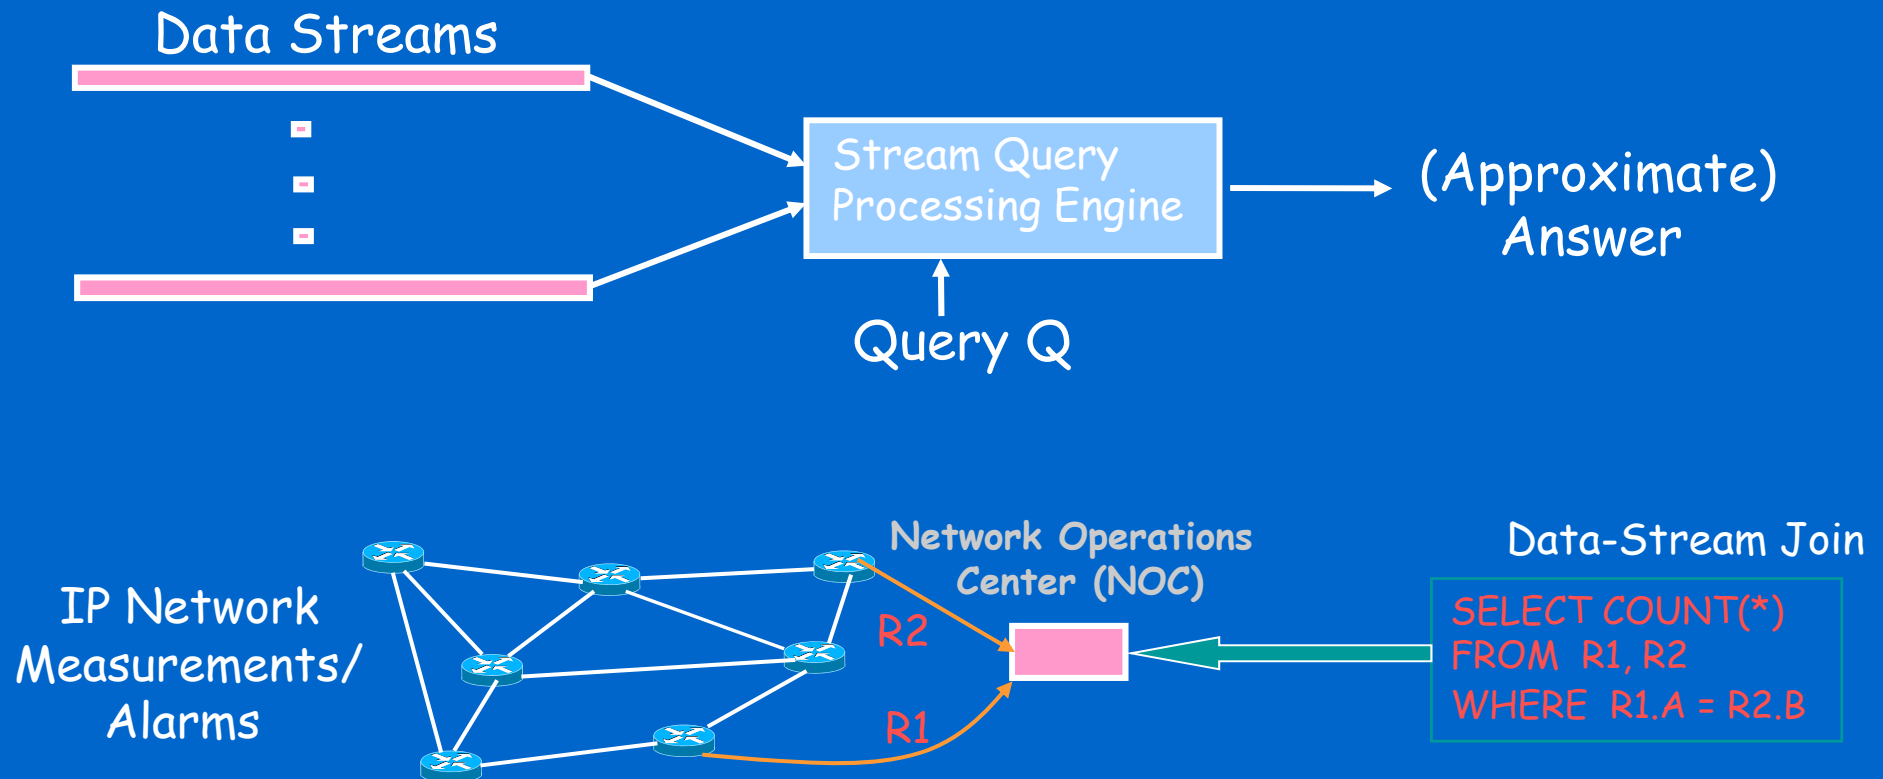 Data Streams
Stream Query
Processing Engine
(Approximate)
Answer
Query Q
Network Operations
Center (NOC)
Data-Stream Join
IP Network
Measurements/
Alarms
R2
R1
SELECT COUNT(*)
FROM R1, R2
WHERE R1.A = R2.B